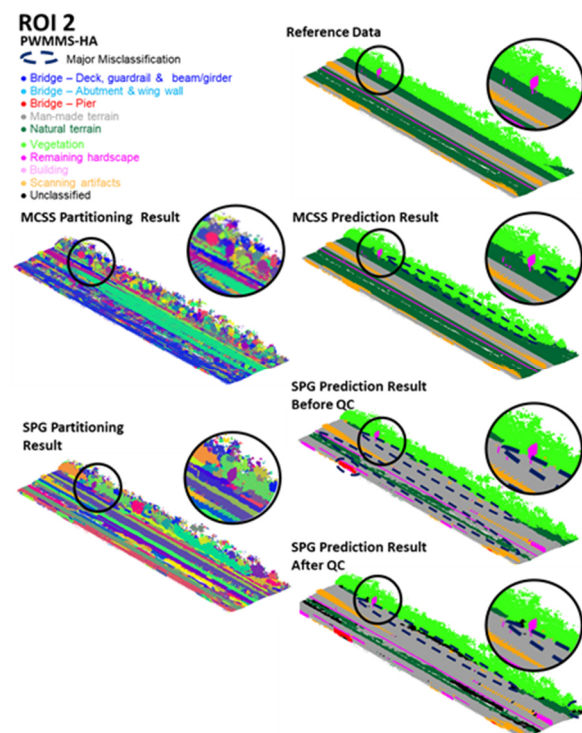 ROI 2
PWMMS-HA
Major Misclassification
Bridge – Deck, guardrail & beam/girder
Bridge – Abutment & wing wall
Bridge – Pier
Man-made terrain
Natural terrain
Vegetation
Remaining hardscape
Building
Scanning artifacts
Unclassified
Reference Data
MCSS Partitioning Result
MCSS Prediction Result
SPG Partitioning
Result
SPG Prediction Result
Before QC
SPG Prediction Result
After QC